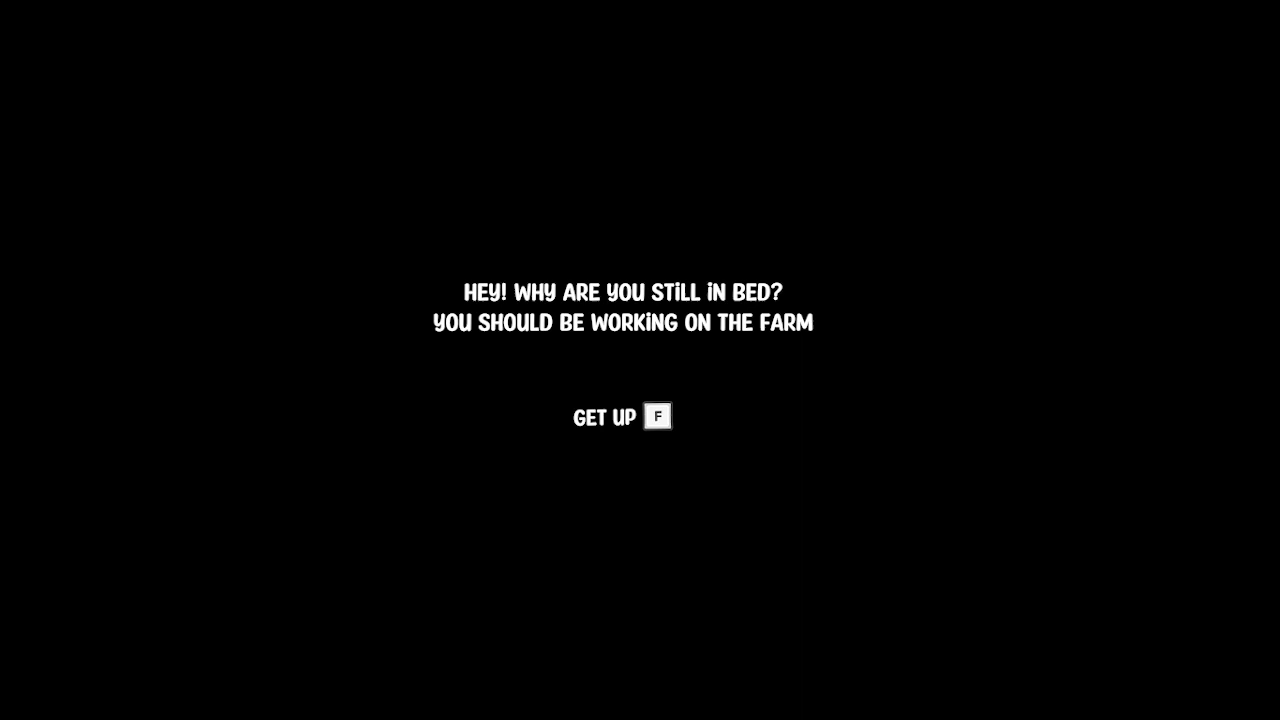 HEY! WHY ARE YOU STILL IN BED?
YOU SHOULD BE WORKING ON THE FARM
GET UP F